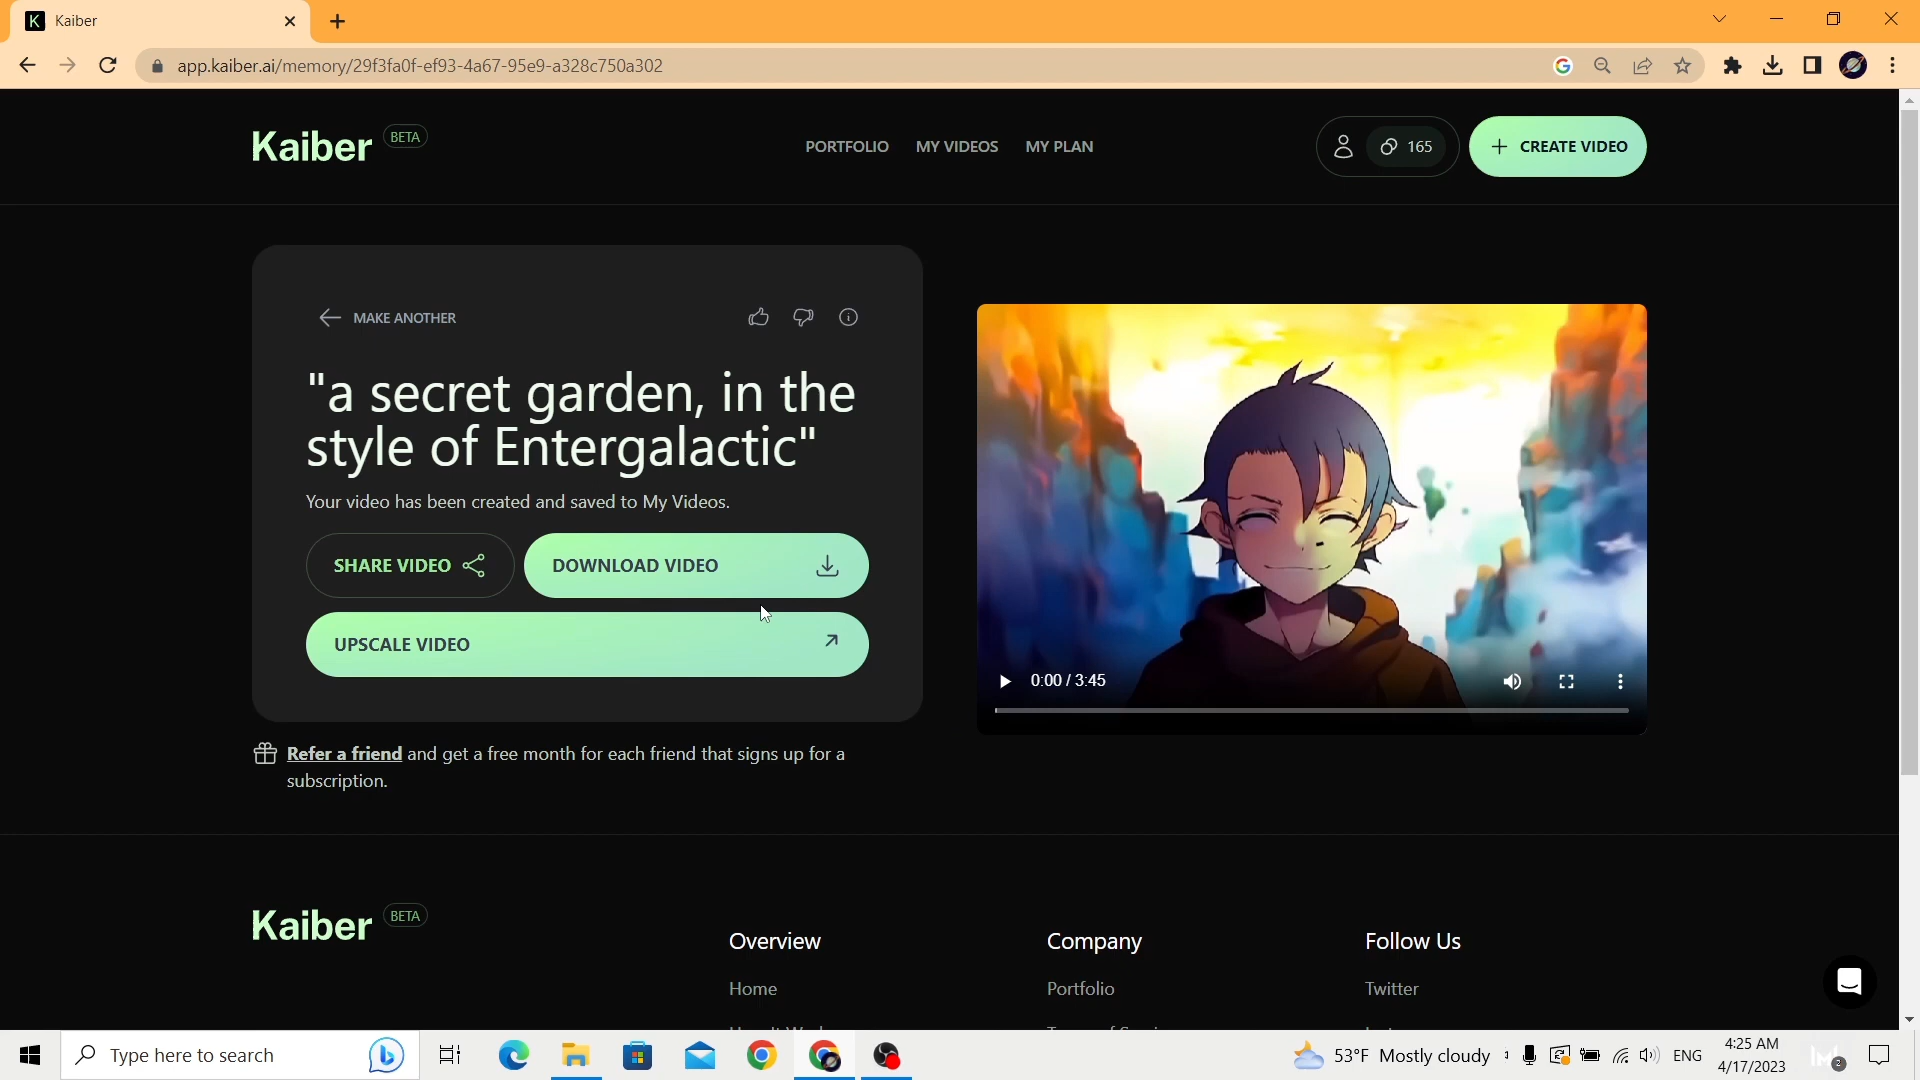 Kaiber
app.kaiber.ai/memory/29f3fa0f-ef93-4a67-95e9-a328c750a302
Kaiber BETA
PORTFOLIO MY VIDEOS MY PLAN
165
CREATE VIDEO
MAKE ANOTHER
"a secret garden, in the
style of Entergalactic"
Your video has been created and saved to My Videos.
SHARE VIDEO
DOWNLOAD VIDEO
UPSCALE VIDEO
0:00 / 3:45
Refer a friend and get a free month for each friend that signs up for a
subscription.
Kaiber BETA
Overview
Company
Follow Us
Home
Portfolio
Twitter
Type here to search
53°F Mostly cloudy
ENG
4:25 AM
4/17/2023
2